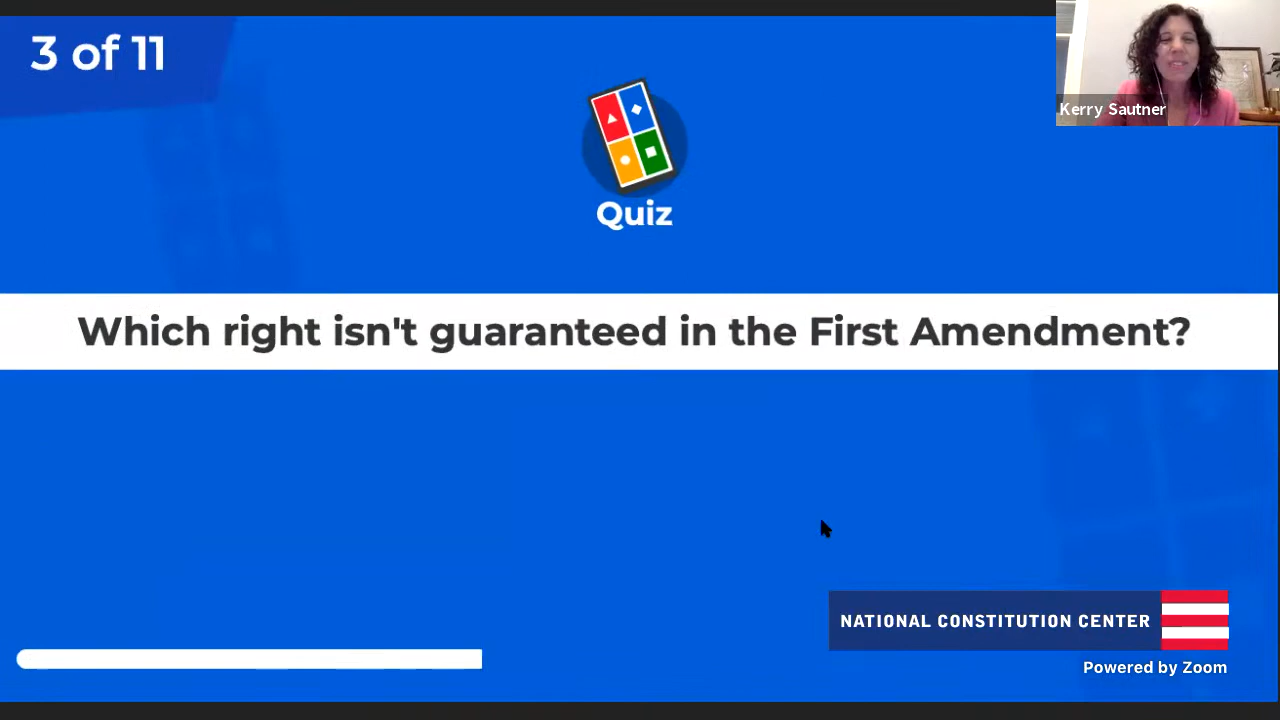 3 of 11
Kerry Sautner
Quiz
Which right isn't guaranteed in the First Amendment?
NATIONAL CONSTITUTION CENTER
Powered by Zoom